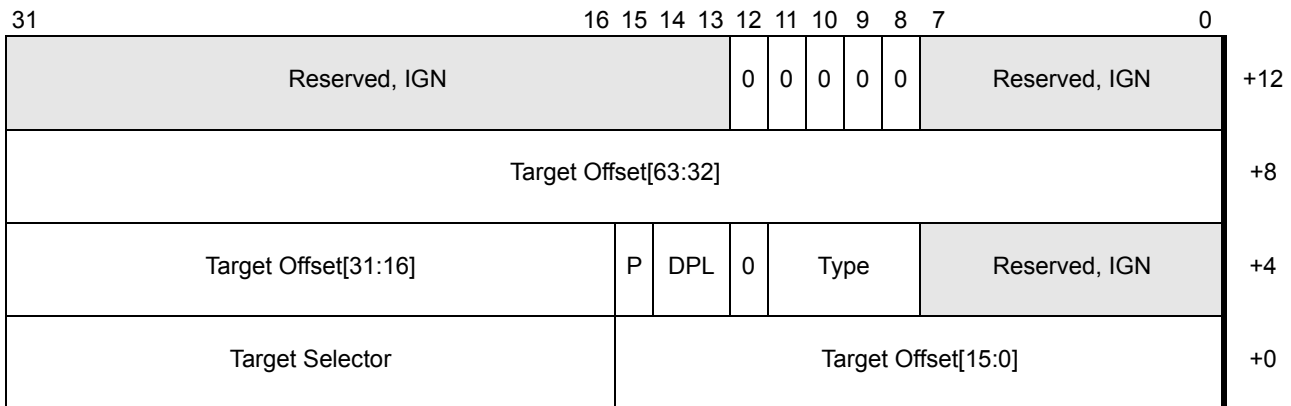 31 16 15 14 13 12 11 10 9 8 7 0
Reserved, IGN 0 0 0 0 0 Reserved, IGN +12
Target Offset[63:32] +8
Target Offset[31:16] P DPL 0 Type Reserved, IGN +4
Target Selector Target Offset[15:0] +0